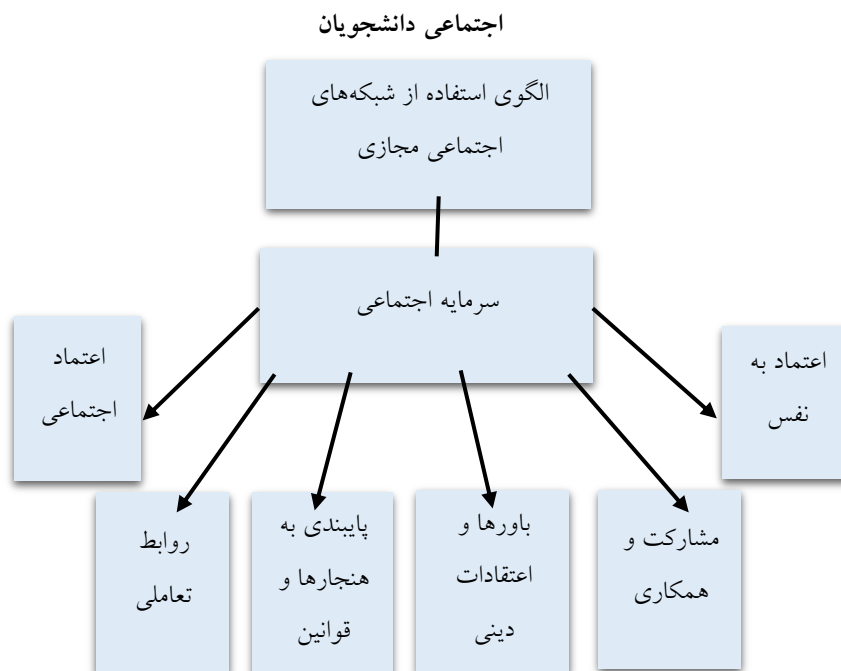 اجتماعی دانشجویان
الگوی استفاده از شبکه‌های
اجتماعی مجازی
سرمایه اجتماعی
اعتماد به
نفس
اعتماد
اجتماعی
مشارکت و
همکاری
باورها و
اعتقادات
دینی
پایبندی به
هنجارها و
قوانین
روابط
تعاملی